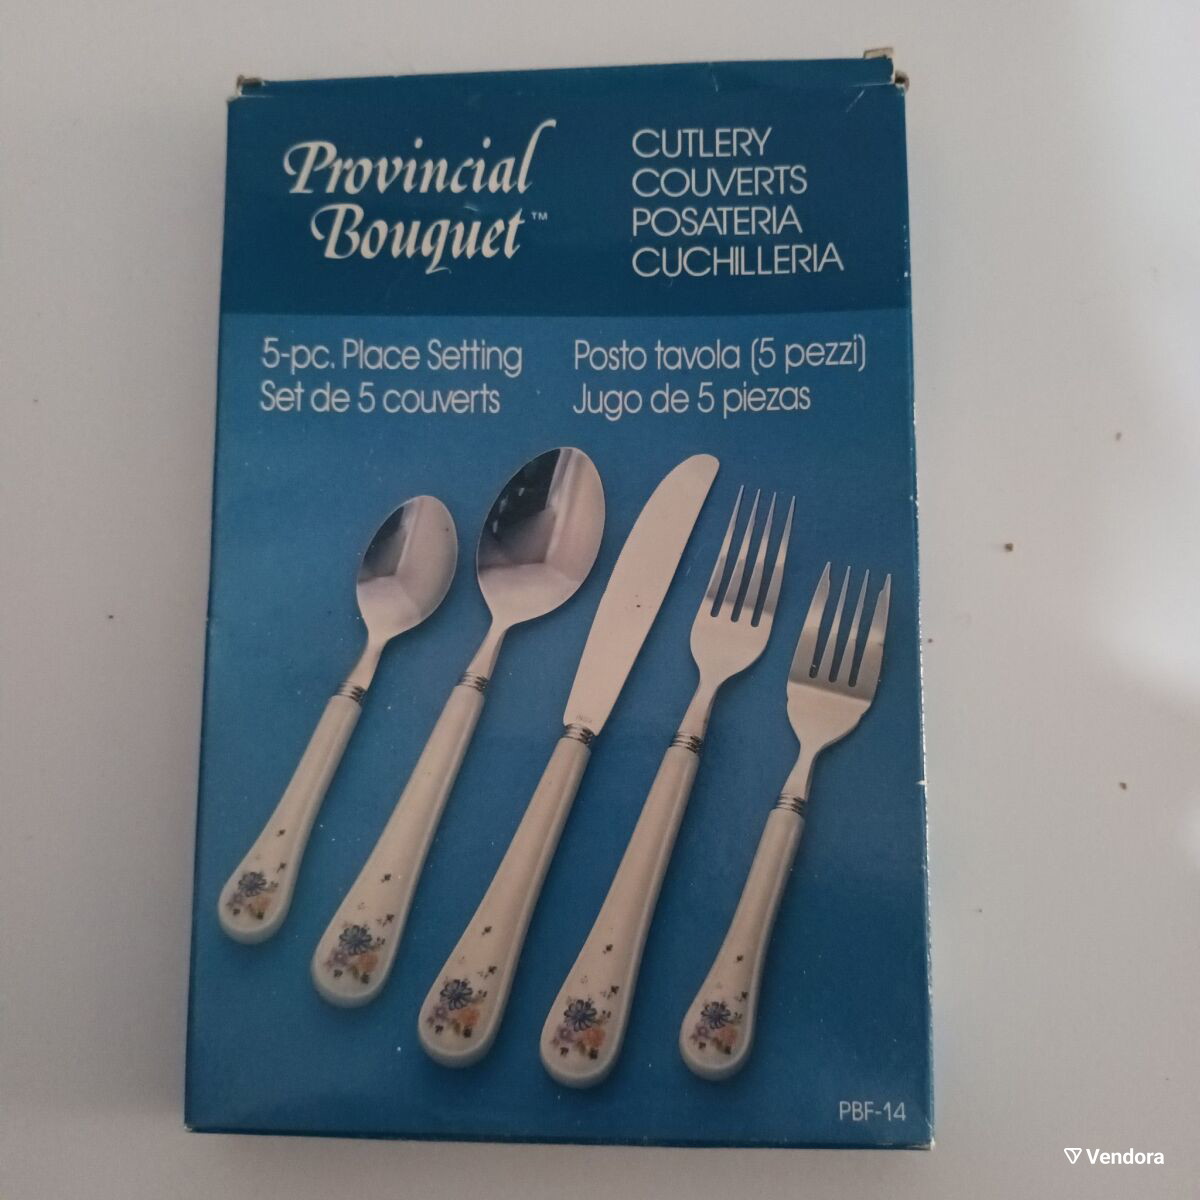 Provincial
Bouquet™
CUTLERY
COUVERTS
POSATERIA
CUCHILLERIA
5-pc. Place Setting
Set de 5 couverts
Posto tavola (5 pezzi)
Jugo de 5 piezas
PBF-14
Vendora